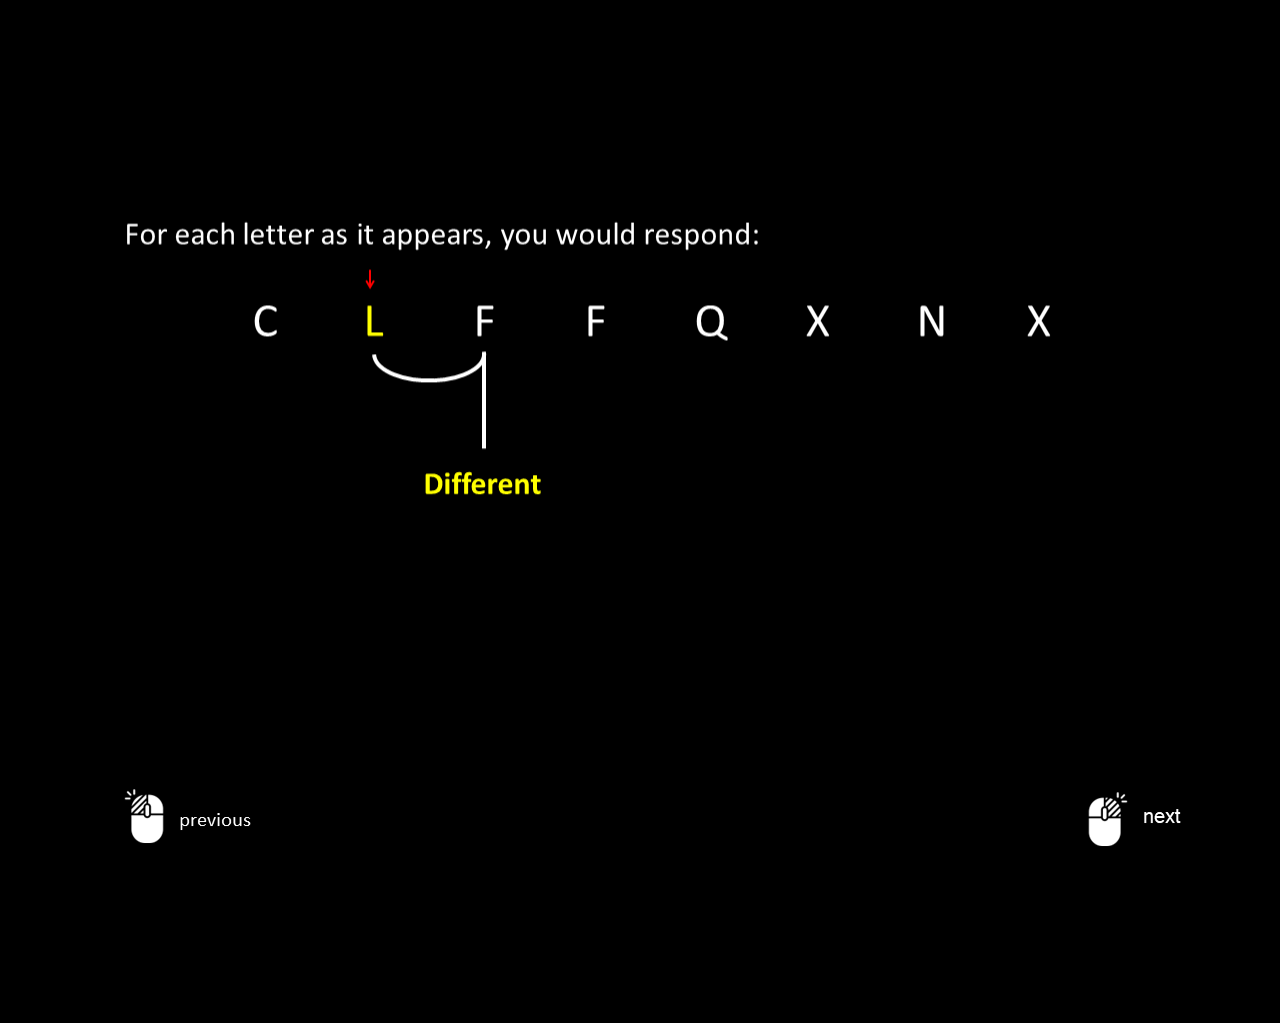 For each letter as it appears, you would respond:
C L F F Q X N X
Different
previous
next